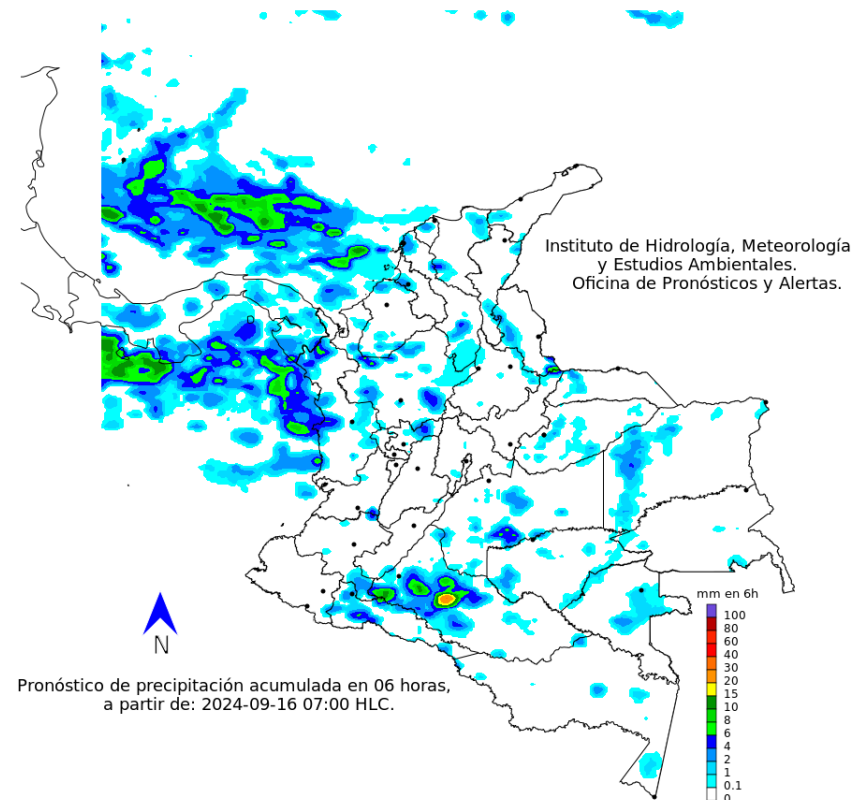 Instituto de Hidrología, Meteorología
y Estudios Ambientales.
Oficina de Pronósticos y Alertas.
mm en 6h
100
80
60
40
30
20
15
10
8
6
4
2
1
0.1
0
N
Pronóstico de precipitación acumulada en 06 horas,
a partir de: 2024-09-16 07:00 HLC.